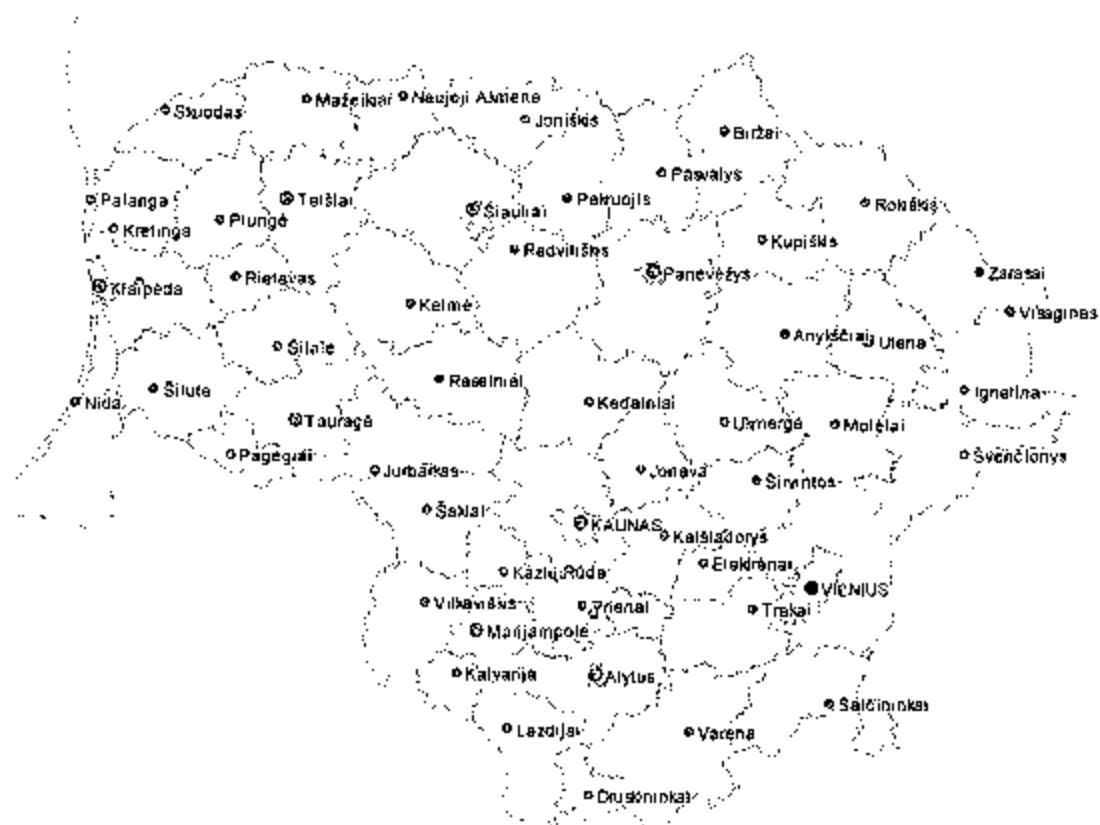 Skuodas
Mažeikiai
Naujoji Akmenė
Joniškis
Biržai
Pasvalys
Palanga
Telšiai
Pakruojis
Rokiškis
Kretinga
Plungė
Šiauliai
Radviliškis
Kupiškis
Klaipėda
Rietavas
Panevėžys
Zarasai
Kelmė
Visaginas
Šilalė
Anykščiai
Utena
Nida
Šilutė
Raseiniai
Kėdainiai
Ignalina
Tauragė
Ukmergė
Molėtai
Pagėgiai
Jurbarkas
Jonava
Širvintos
Švenčionys
Šakiai
KAUNAS
Kaišiadorys
Kazlų Rūda
Elektrėnai
VILNIUS
Vilkaviškis
Prienai
Trakai
Marijampolė
Kalvarija
Alytus
Šalčininkai
Lazdijai
Varėna
Druskininkai